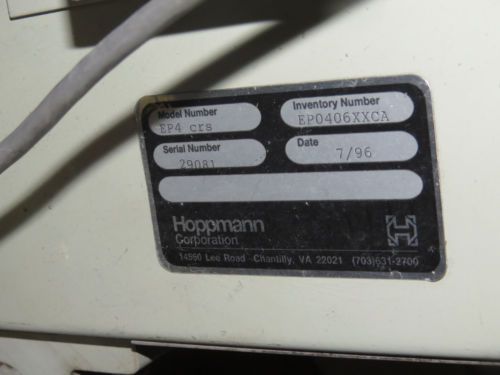 Model Number
EP4 crs
Inventory Number
EP0406XXCA
Serial Number
29081
Date
7/96
Hoppmann
Corporation
14560 Lee Road Chantilly, VA 22021 (703)631-2700